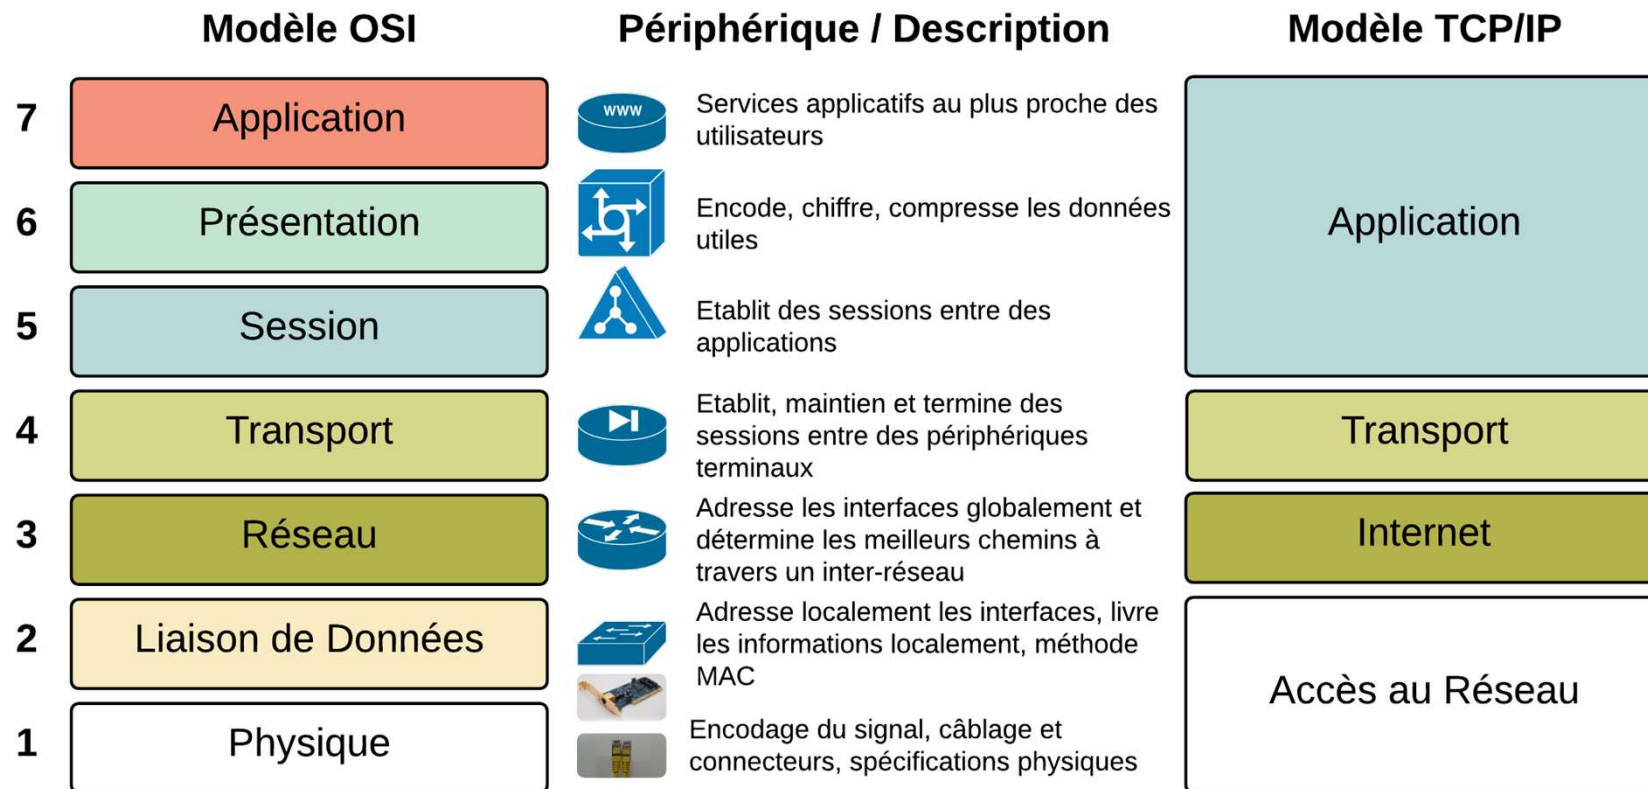 Modèle OSI
Périphérique / Description
Modèle TCP/IP
7
Application
www
Services applicatifs au plus proche des
utilisateurs
6
Présentation
Encode, chiffre, compresse les données
utiles
Application
5
Session
Etablit des sessions entre des
applications
4
Transport
Etablit, maintien et termine des
sessions entre des périphériques
terminaux
Transport
3
Réseau
Adresse les interfaces globalement et
détermine les meilleurs chemins à
travers un inter-réseau
Internet
2
Liaison de Données
Adresse localement les interfaces, livre
les informations localement, méthode
MAC
Accès au Réseau
1
Physique
Encodage du signal, câblage et
connecteurs, spécifications physiques